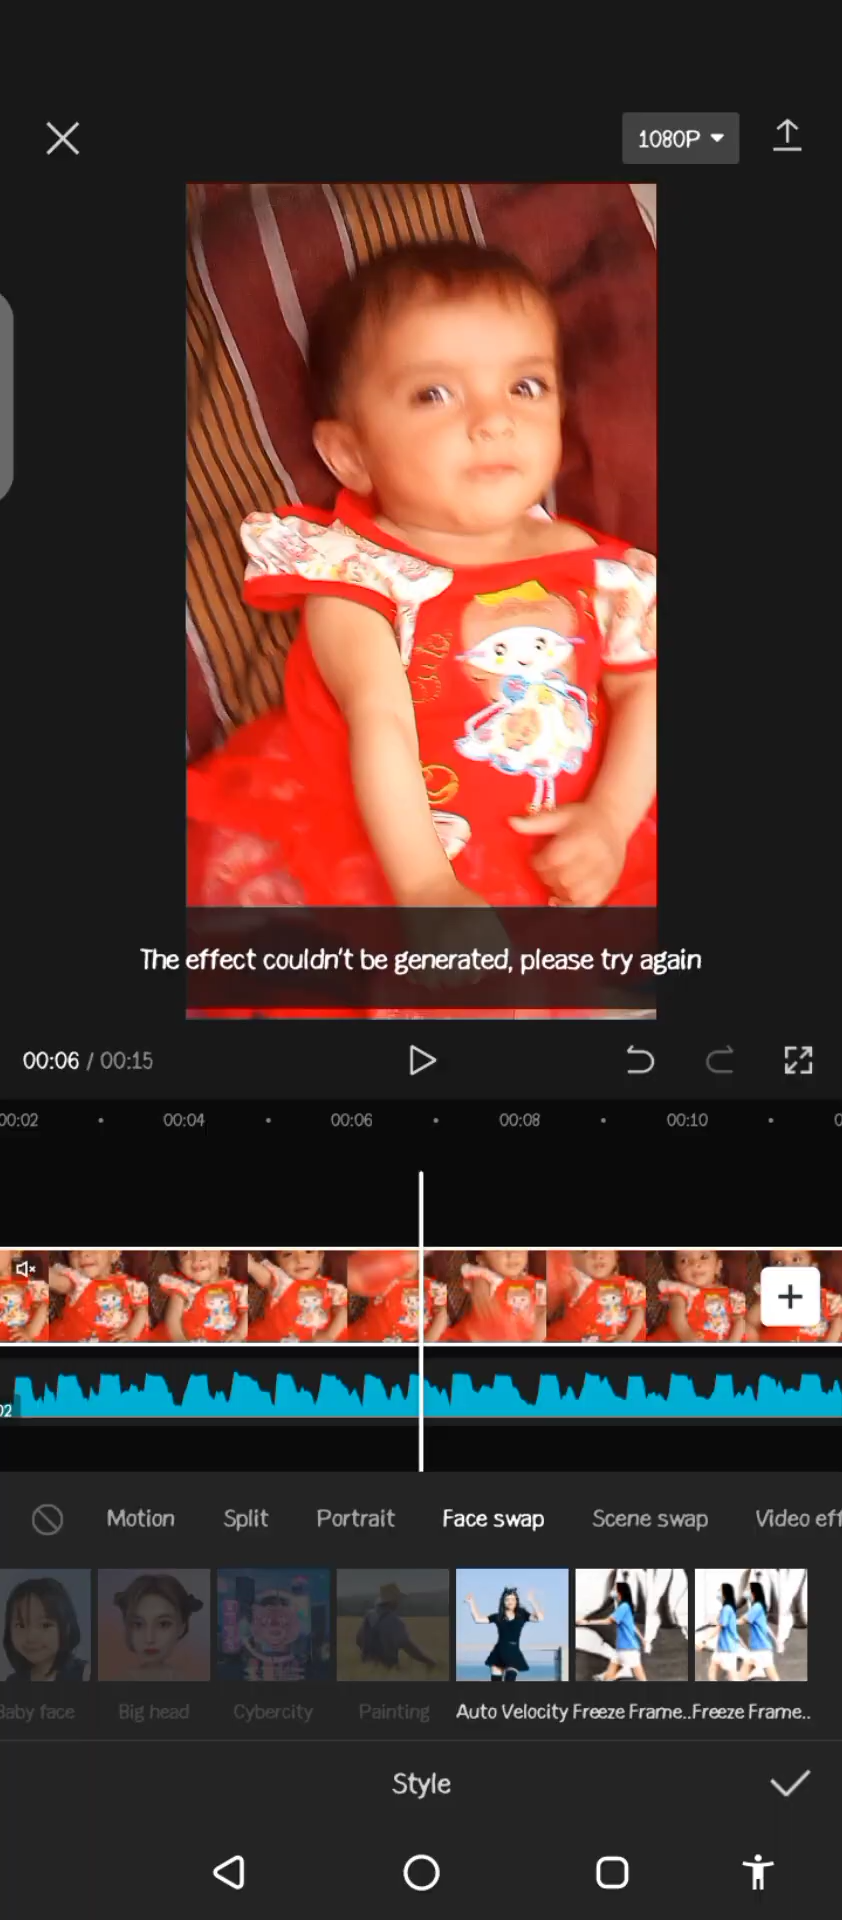 1080P
The effect couldn't be generated, please try again
00:06 / 00:15
00:02 00:04 00:06 00:08 00:10
02
Motion Split Portrait Face swap Scene swap Video eff
Baby face Big head Cybercity Painting Auto Velocity Freeze Frame.. Freeze Frame..
Style